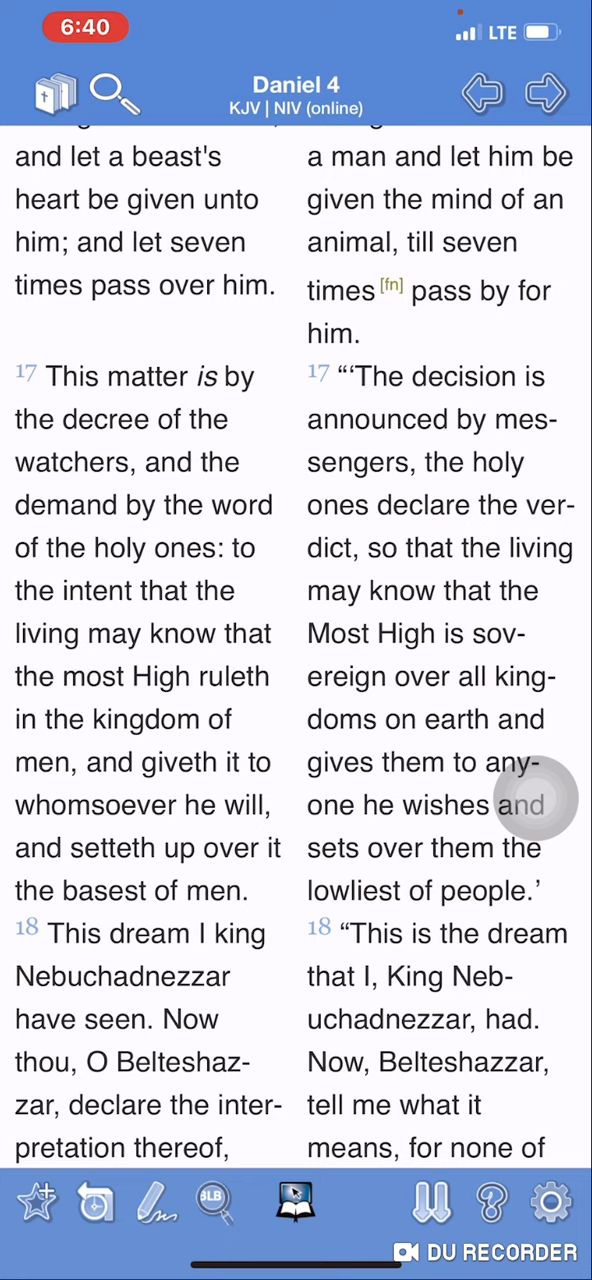 6:40
LTE
Daniel 4
KJV | NIV (online)
and let a beast's
heart be given unto
him; and let seven
times pass over him.
17 This matter is by
the decree of the
watchers, and the
demand by the word
of the holy ones: to
the intent that the
living may know that
the most High ruleth
in the kingdom of
men, and giveth it to
whomsoever he will,
and setteth up over it
the basest of men.
18 This dream I king
Nebuchadnezzar
have seen. Now
thou, O Belteshaz-
zar, declare the inter-
pretation thereof,
a man and let him be
given the mind of an
animal, till seven
times [fn] pass by for
him.
17 “‘The decision is
announced by mes-
sengers, the holy
ones declare the ver-
dict, so that the living
may know that the
Most High is sov-
ereign over all king-
doms on earth and
gives them to any-
one he wishes and
sets over them the
lowliest of people.’
18 “This is the dream
that I, King Neb-
uchadnezzar, had.
Now, Belteshazzar,
tell me what it
means, for none of
BLB
DU RECORDER